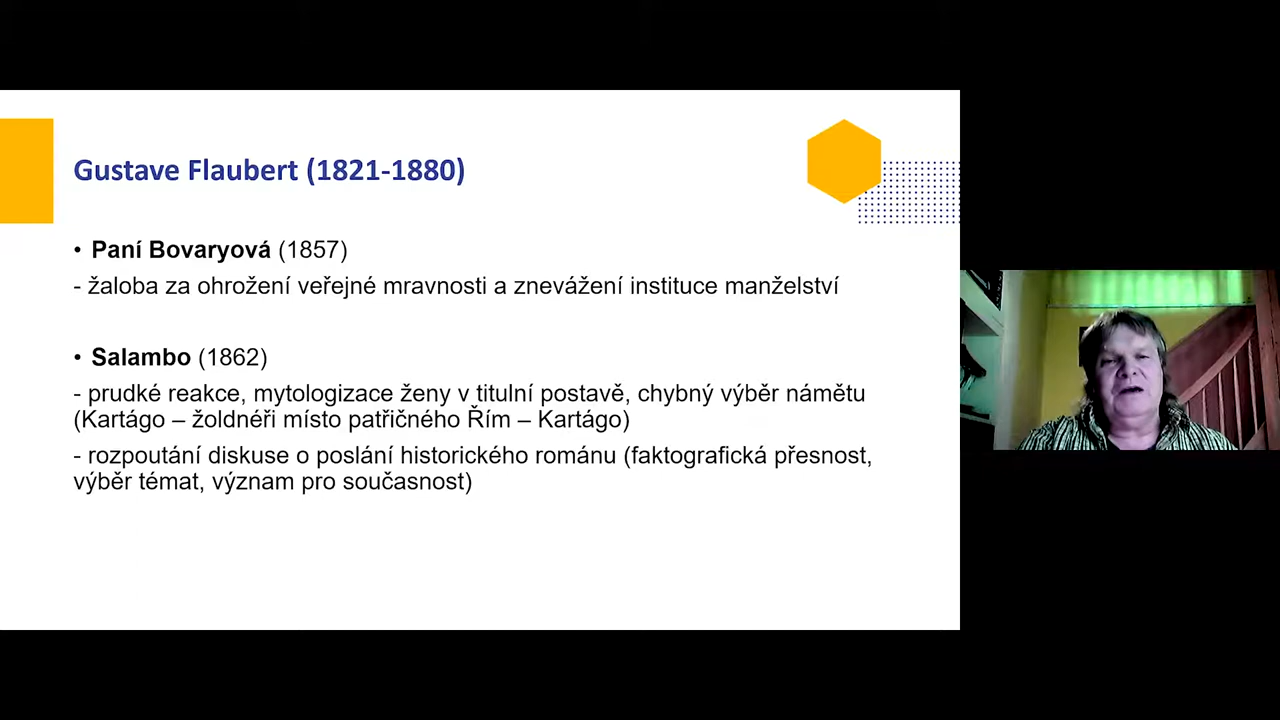 Gustave Flaubert (1821-1880)
• Paní Bovaryová (1857)
- žaloba za ohrožení veřejné mravnosti a znevážení instituce manželství
• Salambo (1862)
- prudké reakce, mytologizace ženy v titulní postavě, chybný výběr námětu
(Kartágo – žoldnéři místo patřičného Řím – Kartágo)
- rozpoutání diskuse o poslání historického románu (faktografická přesnost,
výběr témat, význam pro současnost)